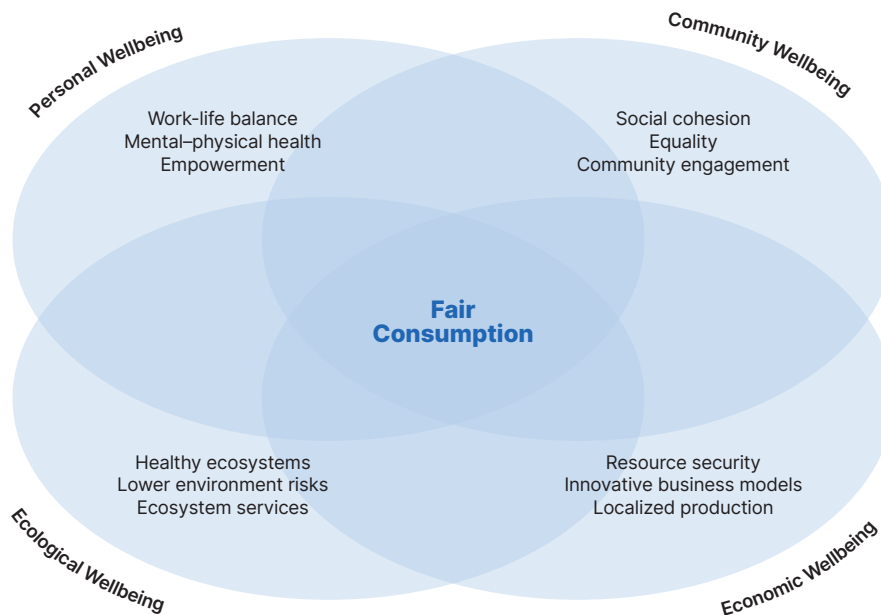 Personal Wellbeing
Community Wellbeing
Work-life balance
Mental–physical health
Empowerment
Social cohesion
Equality
Community engagement
Fair
Consumption
Healthy ecosystems
Lower environment risks
Ecosystem services
Resource security
Innovative business models
Localized production
Ecological Wellbeing
Economic Wellbeing